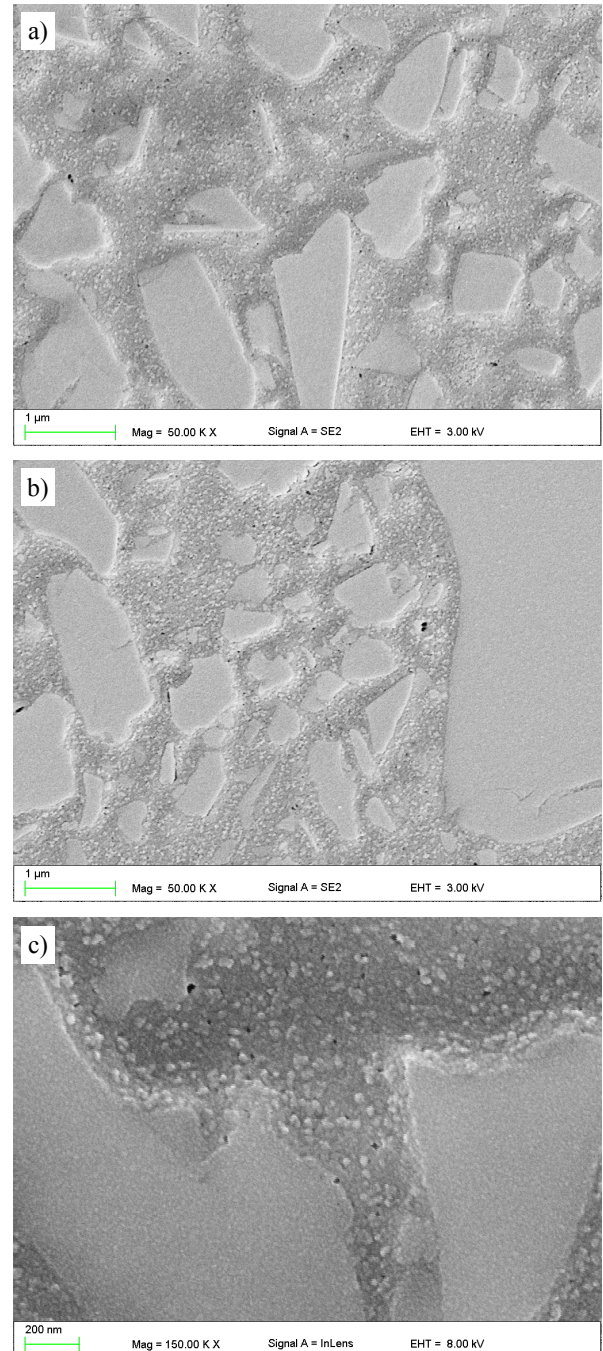 a)
1 µm
Mag = 50.00 K X Signal A = SE2 EHT = 3.00 kV
b)
1 µm
Mag = 50.00 K X Signal A = SE2 EHT = 3.00 kV
c)
200 nm
Mag = 150.00 K X Signal A = InLens EHT = 8.00 kV